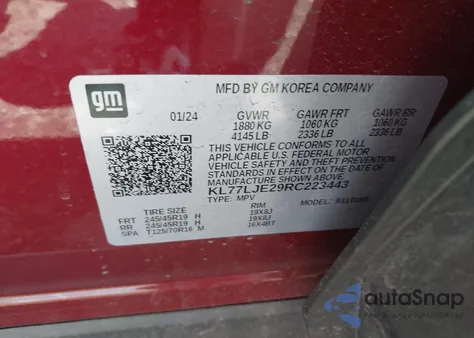 MFD BY GM KOREA COMPANY
gm
01/24 GVWR GAWR FRT GAWR RR
1880 KG 1060 KG 1060 KG
4145 LB 2336 LB 2336 LB
THIS VEHICLE CONFORMS TO ALL
APPLICABLE U.S. FEDERAL MOTOR
VEHICLE SAFETY AND THEFT PREVENTION
STANDARDS IN EFFECT ON THE DATE OF
MANUFACTURE SHOWN ABOVE.
KL77LJE29RC223443
TYPE: MPV MODEL:
TIRE SIZE RIM
FRT 245/45R19 H 19X8J
RR 245/45R19 H 19X8J
SPA T125/70R16 M 16X4BT
autoSnap